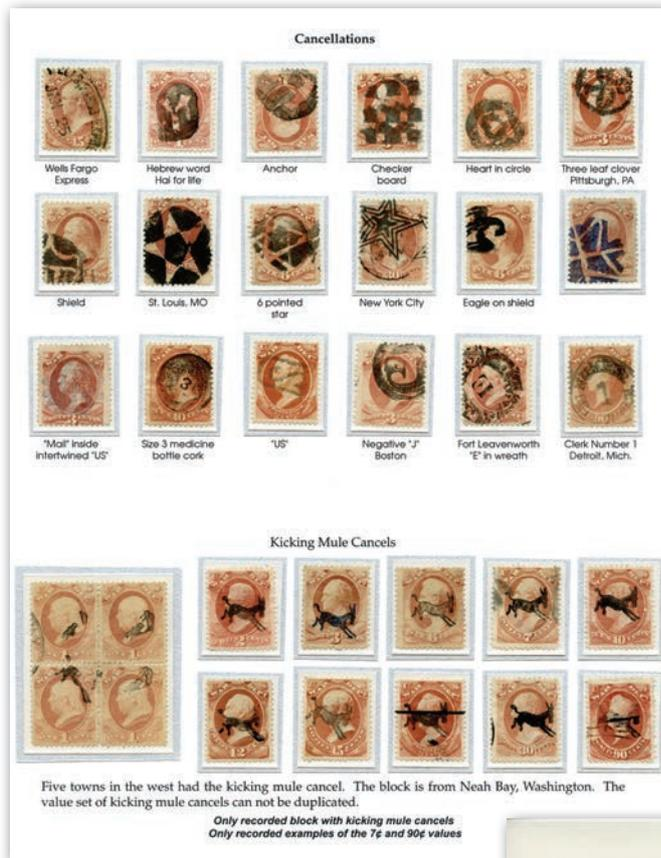 Cancellations
Wells Fargo
Express
Hebrew word
Hai for life
Anchor
Checker
board
Heart in circle
Three leaf clover
Pittsburgh, PA
Shield
St. Louis, MO
6 pointed
star
New York City
Eagle on shield
"Mail" inside
intertwined "US"
Size 3 medicine
bottle cork
"US"
Negative "J"
Boston
Fort Leavenworth
"E" in wreath
Clerk Number 1
Detroit, Mich.
Kicking Mule Cancels
Five towns in the west had the kicking mule cancel. The block is from Neah Bay, Washington. The
value set of kicking mule cancels can not be duplicated.
Only recorded block with kicking mule cancels
Only recorded examples of the 7¢ and 90¢ values